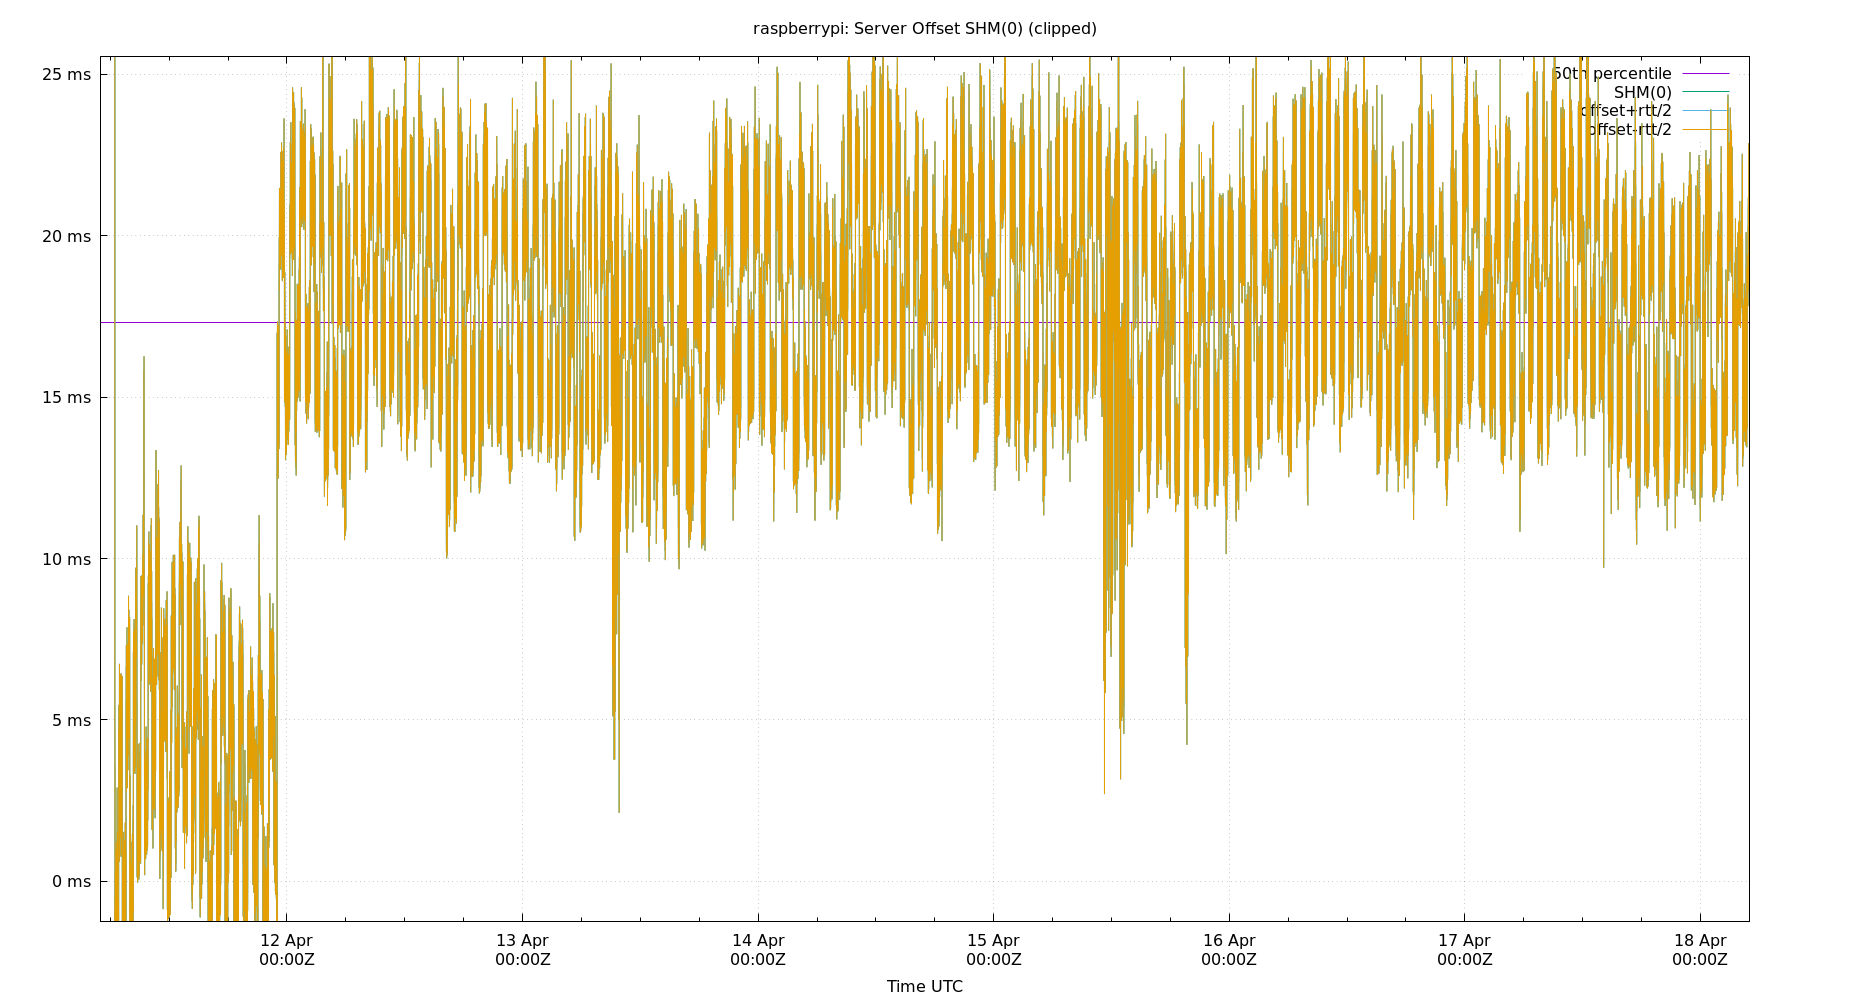 raspberrypi: Server Offset SHM(0) (clipped)
25 ms
20 ms
15 ms
10 ms
5 ms
0 ms
50th percentile
SHM(0)
offset+rtt/2
offset-rtt/2
12 Apr
00:00Z
13 Apr
00:00Z
14 Apr
00:00Z
15 Apr
00:00Z
16 Apr
00:00Z
17 Apr
00:00Z
18 Apr
00:00Z
Time UTC